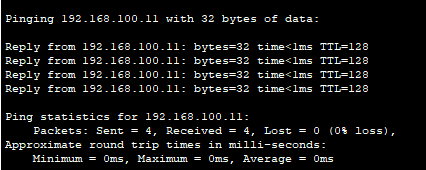 Pinging 192.168.100.11 with 32 bytes of data:
Reply from 192.168.100.11: bytes=32 time<1ms TTL=128
Reply from 192.168.100.11: bytes=32 time<1ms TTL=128
Reply from 192.168.100.11: bytes=32 time<1ms TTL=128
Reply from 192.168.100.11: bytes=32 time<1ms TTL=128
Ping statistics for 192.168.100.11:
Packets: Sent = 4, Received = 4, Lost = 0 (0% loss),
Approximate round trip times in milli-seconds:
Minimum = 0ms, Maximum = 0ms, Average = 0ms